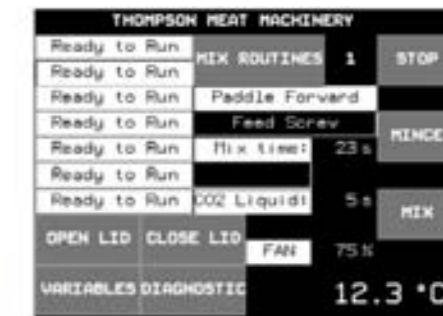 THOMPSON MEAT MACHINERY
Ready to Run
MIX ROUTINES 1 STOP
Ready to Run
Ready to Run Paddle Forward
Ready to Run Feed Screw
MINCE
Ready to Run Mix time: 23 s
Ready to Run
Ready to Run CO2 Liquid: 5 s
MIX
OPEN LID CLOSE LID
FAN 75 %
VARIABLES DIAGNOSTIC 12.3 °C